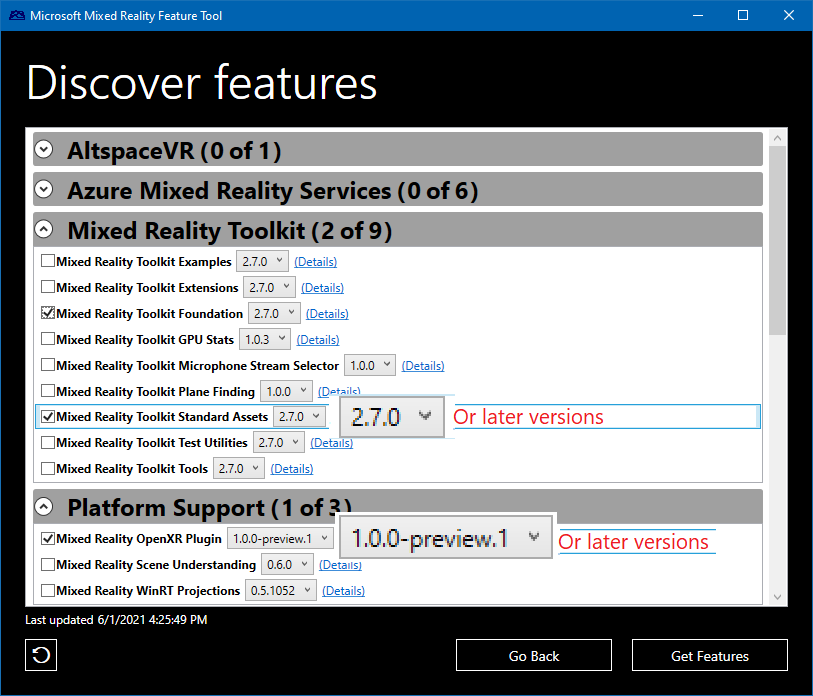 Microsoft Mixed Reality Feature Tool
Discover features
AltspaceVR (0 of 1)
Azure Mixed Reality Services (0 of 6)
Mixed Reality Toolkit (2 of 9)
Mixed Reality Toolkit Examples 2.7.0 (Details)
Mixed Reality Toolkit Extensions 2.7.0 (Details)
Mixed Reality Toolkit Foundation 2.7.0 (Details)
Mixed Reality Toolkit GPU Stats 1.0.3 (Details)
Mixed Reality Toolkit Microphone Stream Selector 1.0.0 (Details)
Mixed Reality Toolkit Plane Finding 1.0.0 (Details)
Mixed Reality Toolkit Standard Assets 2.7.0 2.7.0 Or later versions
Mixed Reality Toolkit Test Utilities 2.7.0 (Details)
Mixed Reality Toolkit Tools 2.7.0 (Details)
Platform Support (1 of 3)
Mixed Reality OpenXR Plugin 1.0.0-preview.1 1.0.0-preview.1 Or later versions
Mixed Reality Scene Understanding 0.6.0 (Details)
Mixed Reality WinRT Projections 0.5.1052 (Details)
Last updated 6/1/2021 4:25:49 PM
Go Back Get Features